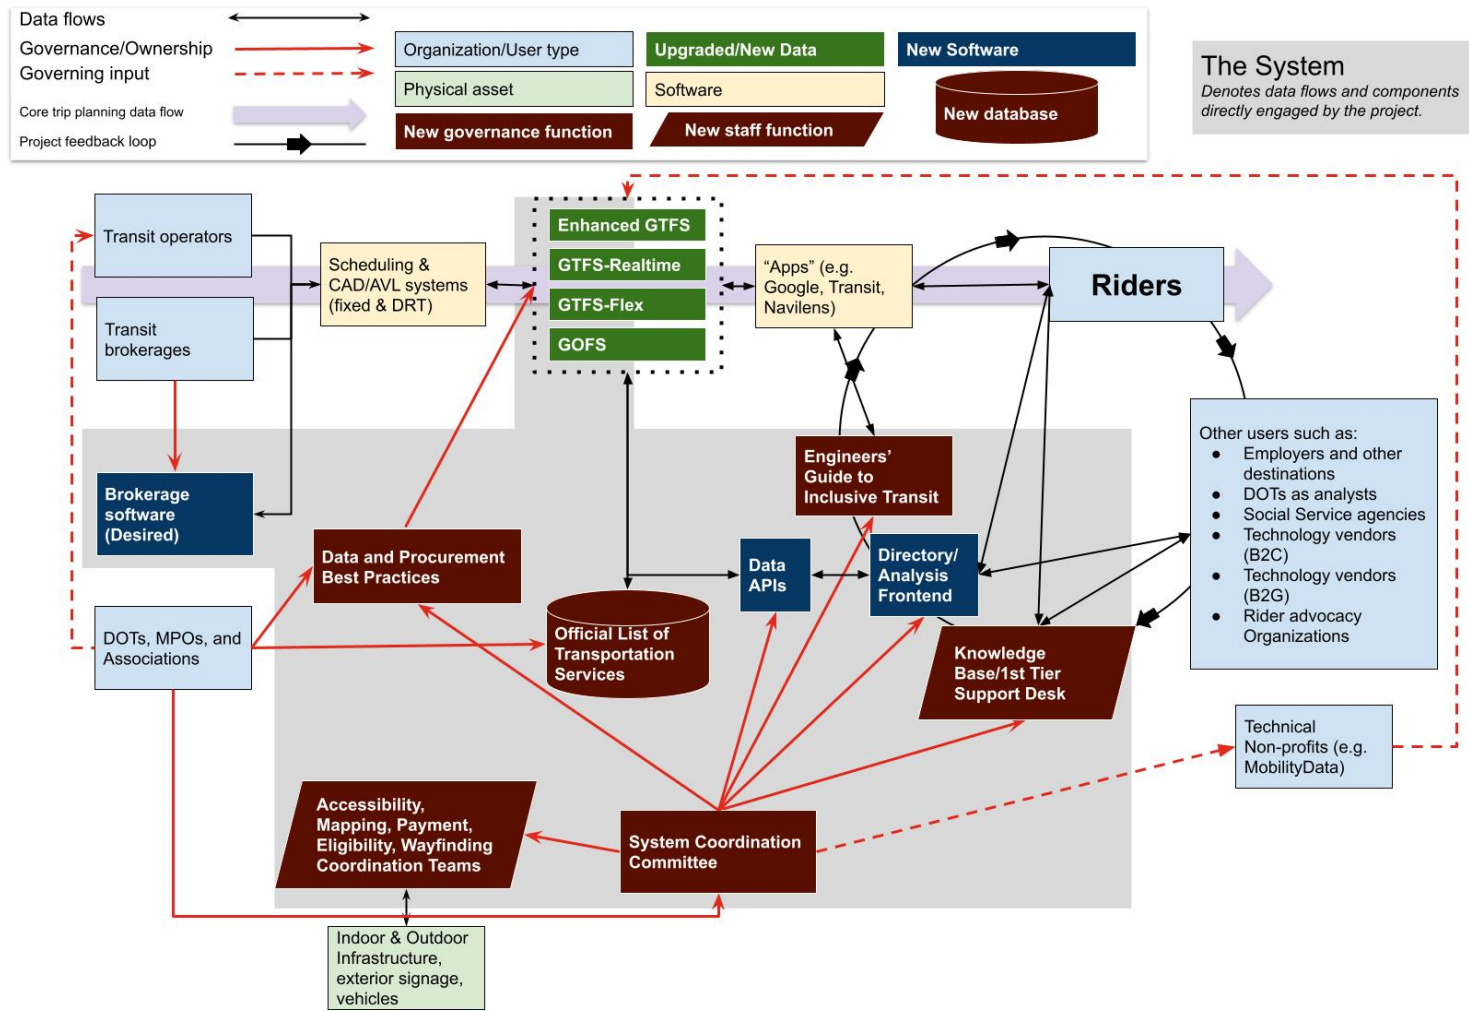 Data flows
Governance/Ownership
Governing input
Core trip planning data flow
Project feedback loop
Organization/User type
Physical asset
New governance function
Upgraded/New Data
Software
New staff function
New Software
New database
The System
Denotes data flows and components
directly engaged by the project.
Transit operators
Transit
brokerages
Scheduling &
CAD/AVL systems
(fixed & DRT)
Enhanced GTFS
GTFS-Realtime
GTFS-Flex
GOFS
“Apps” (e.g.
Google, Transit,
Navilens)
Riders
Brokerage
software
(Desired)
Data and Procurement
Best Practices
Engineers’
Guide to
Inclusive Transit
Data
APIs
Directory/
Analysis
Frontend
Other users such as:
● Employers and other
destinations
● DOTs as analysts
● Social Service agencies
● Technology vendors
(B2C)
● Technology vendors
(B2G)
● Rider advocacy
Organizations
DOTs, MPOs, and
Associations
Official List of
Transportation
Services
Knowledge
Base/1st Tier
Support Desk
Technical
Non-profits (e.g.
MobilityData)
Accessibility,
Mapping, Payment,
Eligibility, Wayfinding
Coordination Teams
System Coordination
Committee
Indoor & Outdoor
Infrastructure,
exterior signage,
vehicles